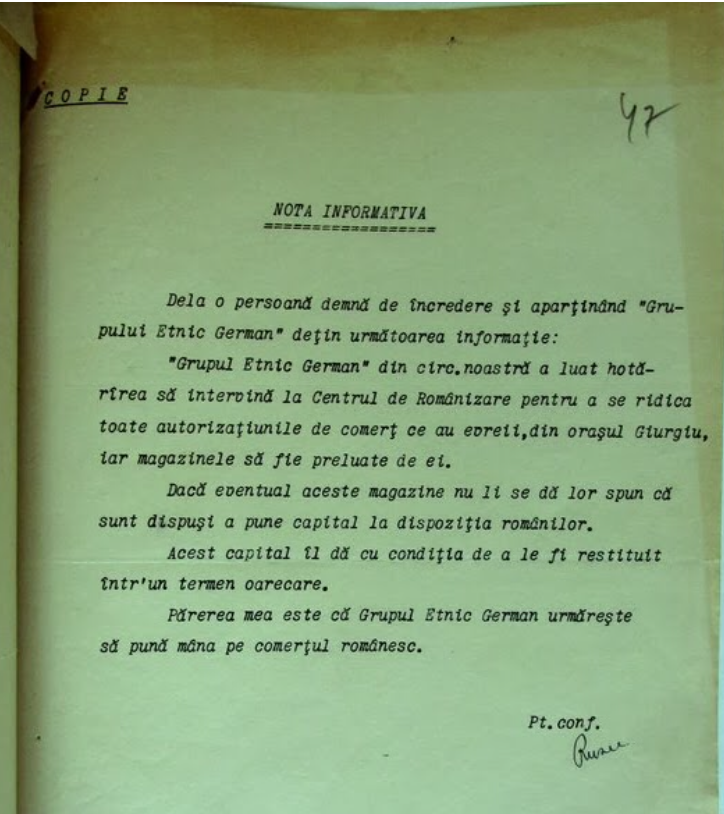 COPIE
47
NOTA INFORMATIVA
==================
Dela o persoană demnă de încredere şi aparţinând "Gru-
pului Etnic German" deţin următoarea informaţie:
"Grupul Etnic German" din circ.noastră a luat hotă-
rîrea să intervină la Centrul de Românizare pentru a se ridica
toate autorizaţiunile de comerţ ce au evreii,din oraşul Giurgiu,
iar magazinele să fie preluate de ei.
Dacă eventual aceste magazine nu li se dă lor spun că
sunt dispuşi a pune capital la dispoziţia românilor.
Acest capital îl dă cu condiţia de a le fi restituit
într'un termen oarecare.
Părerea mea este că Grupul Etnic German urmăreşte
să pună mâna pe comerţul românesc.
Pt.conf.